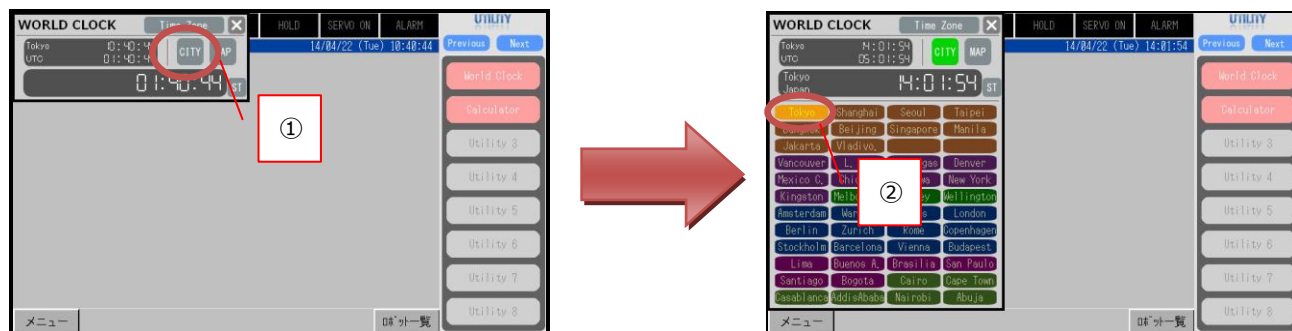 WORLD CLOCK Time Zone X
HOLD SERVO ON ALARM
UTILITY
Tokyo
UTC 01:40:4
CITY
14/04/22 (Tue) 10:40:44
Previous Next
01:40:44 ST
①
World Clock
Calculator
Utility 3
Utility 4
Utility 5
Utility 6
Utility 7
Utility 8
メニュー
ロボット一覧
WORLD CLOCK Time Zone X
HOLD SERVO ON ALARM
UTILITY
Tokyo 14:01:54
UTC 05:01:54
CITY MAP
14/04/22 (Tue) 14:01:54
Previous Next
Tokyo
Japan
14:01:54 ST
Tokyo Shanghai Seoul Taipei
Beijing Singapore Manila
Jakarta Vladivo.
Vancouver Denver
Mexico C. New York
Kingston Wellington
Amsterdam London
Berlin Zurich Rome Copenhagen
Stockholm Barcelona Vienna Budapest
Lima Buenos A. Brasilia San Paulo
Santiago Bogota Cairo Cape Town
Casablanca AddisAbaba Nairobi Abuja
②
World Clock
Calculator
Utility 3
Utility 4
Utility 5
Utility 6
Utility 7
Utility 8
メニュー
ロボット一覧